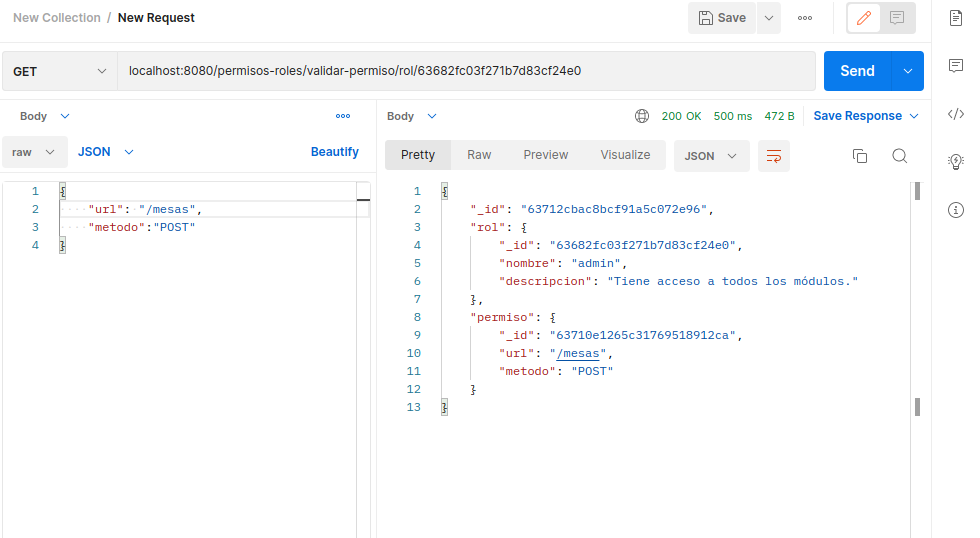 New Collection / New Request
Save
GET
localhost:8080/permisos-roles/validar-permiso/rol/63682fc03f271b7d83cf24e0
Send
Body
raw
JSON
Beautify
1 {
2 "url": "/mesas",
3 "metodo":"POST"
4 }
Body
200 OK 500 ms 472 B
Save Response
Pretty Raw Preview Visualize
JSON
1 {
2 "_id": "63712cbac8bcf91a5c072e96",
3 "rol": {
4 "_id": "63682fc03f271b7d83cf24e0",
5 "nombre": "admin",
6 "descripcion": "Tiene acceso a todos los módulos."
7 },
8 "permiso": {
9 "_id": "63710e1265c31769518912ca",
10 "url": "/mesas",
11 "metodo": "POST"
12 }
13 }